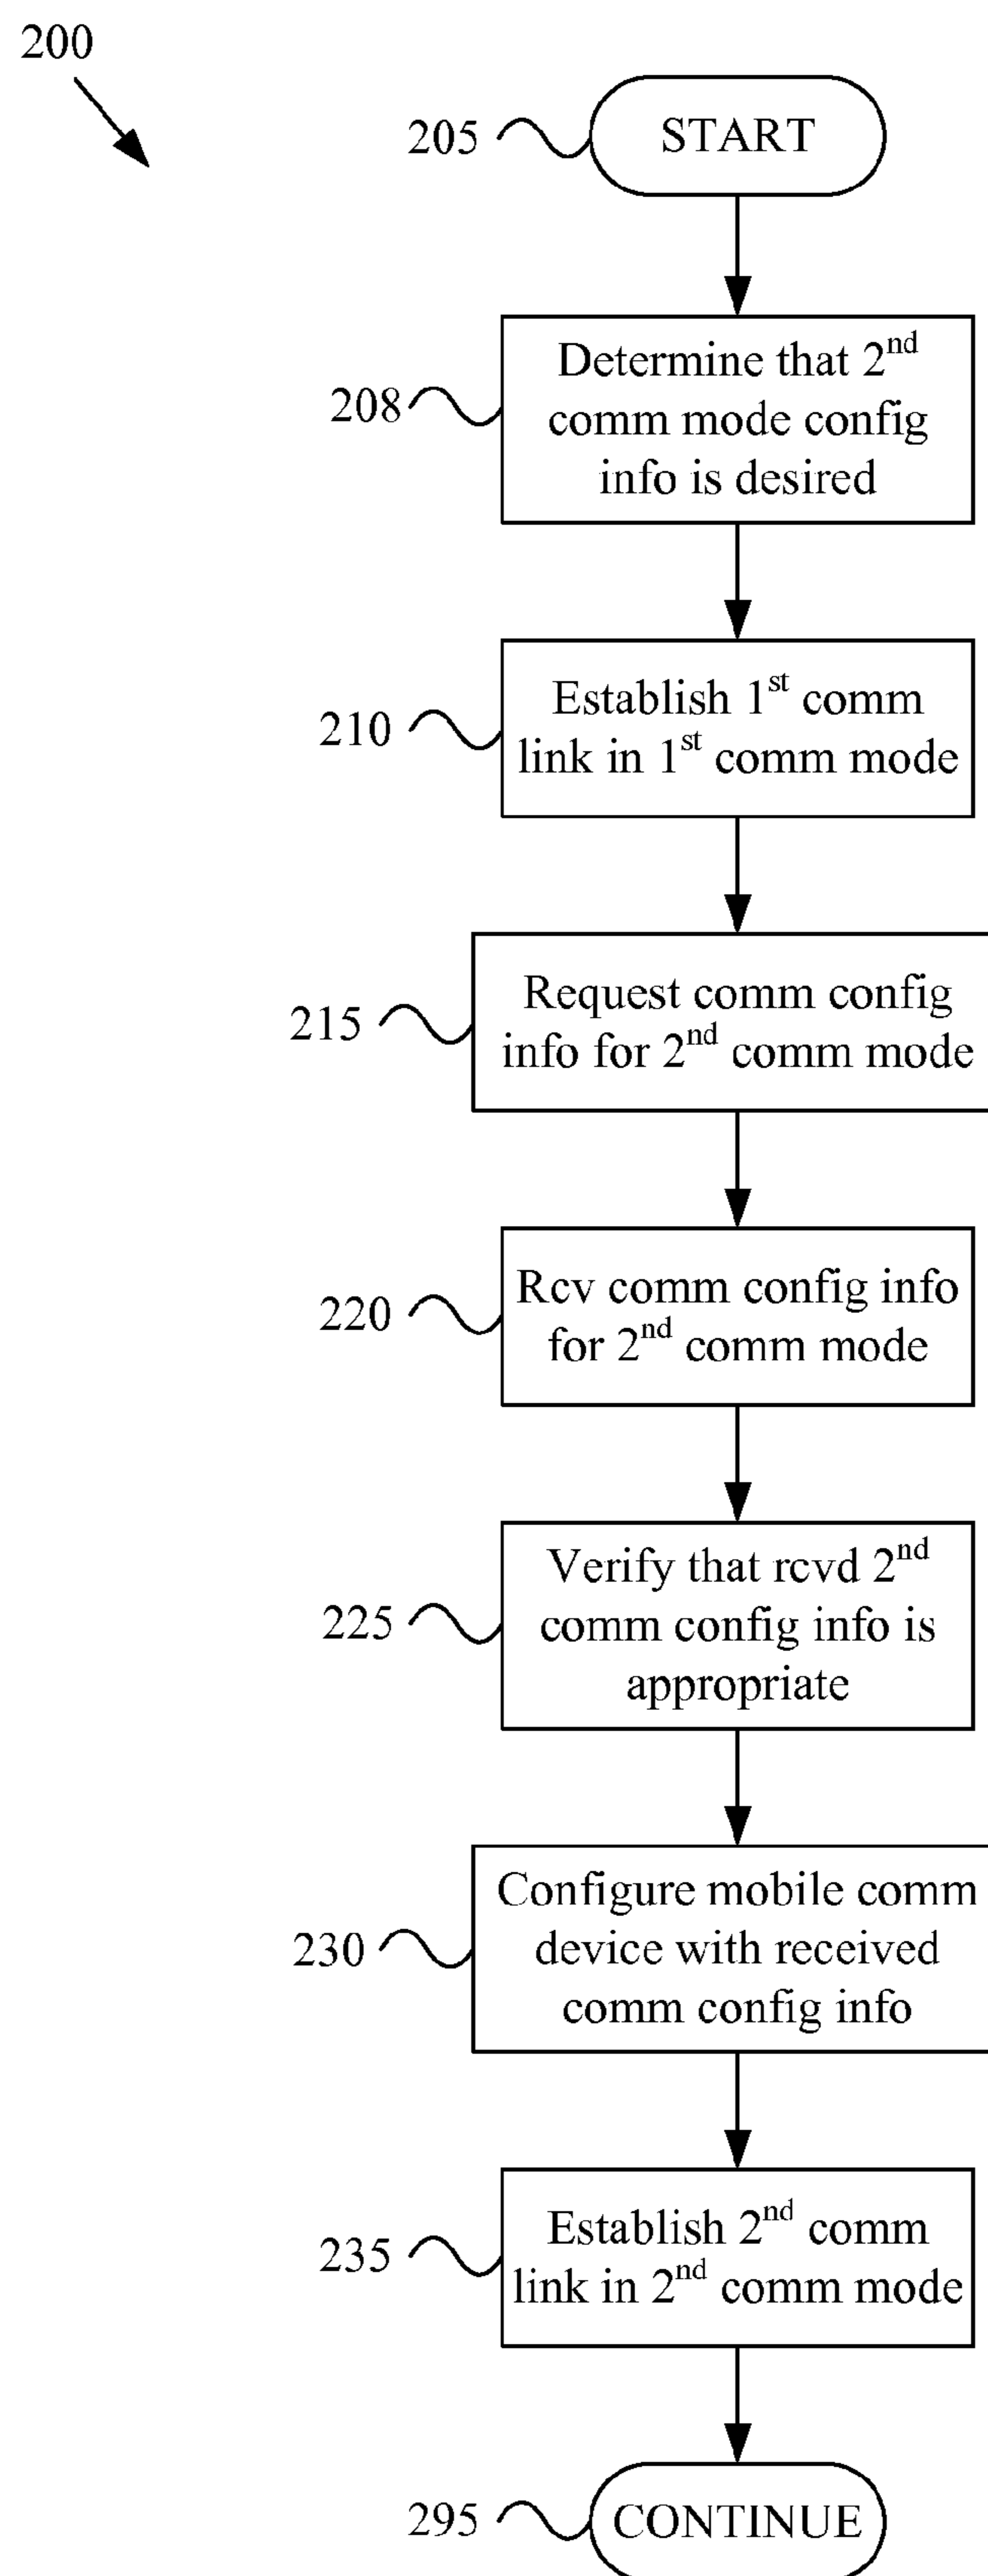 200
205
START
208
Determine that 2nd
comm mode config
info is desired
210
Establish 1st comm
link in 1st comm mode
215
Request comm config
info for 2nd comm mode
220
Rcv comm config info
for 2nd comm mode
225
Verify that rcvd 2nd
comm config info is
appropriate
230
Configure mobile comm
device with received
comm config info
235
Establish 2nd comm
link in 2nd comm mode
295
CONTINUE